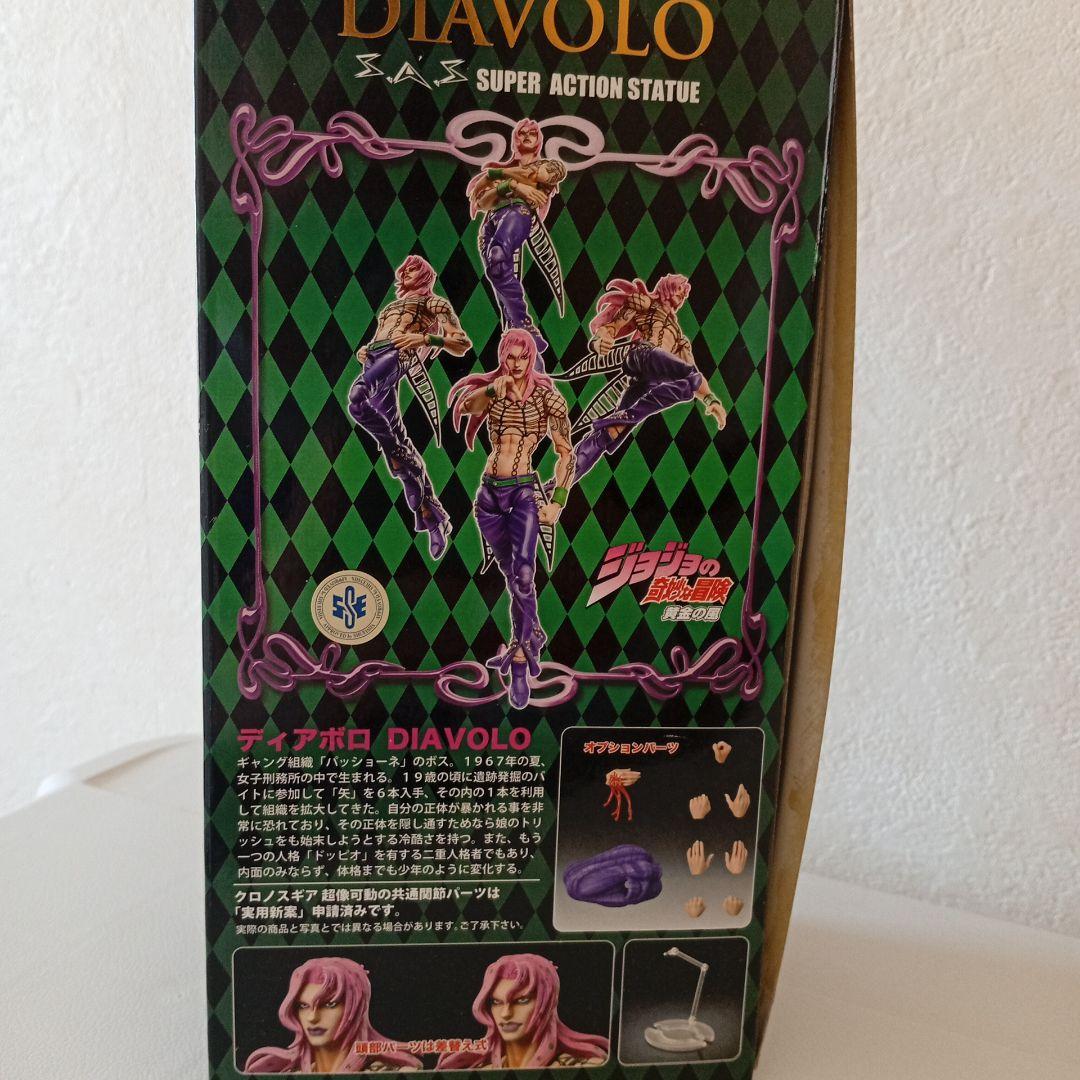 DIAVOLO
S.A.S SUPER ACTION STATUE
ジョジョの
奇妙な冒険
黄金の風
SSE
ディアボロ DIAVOLO
ギャング組織「パッショーネ」のボス。1967年の夏、
女子刑務所の中で生まれる。19歳の頃に遺跡発掘のバ
イトに参加して「矢」を6本入手、その内の1本を利用
して組織を拡大してきた。自分の正体が暴かれる事を非
常に恐れており、その正体を隠し通すためなら娘のトリ
ッシュをも始末しようとする冷酷さを持つ。また、もう
一つの人格「ドッピオ」を有する二重人格者でもあり、
内面のみならず、体格までも少年のように変化する。
クロノスギア 超像可動の共通関節パーツは
「実用新案」申請済みです。
実際の商品と写真とでは異なる場合があります。ご了承下さい。
オプションパーツ
頭部パーツは差替え式